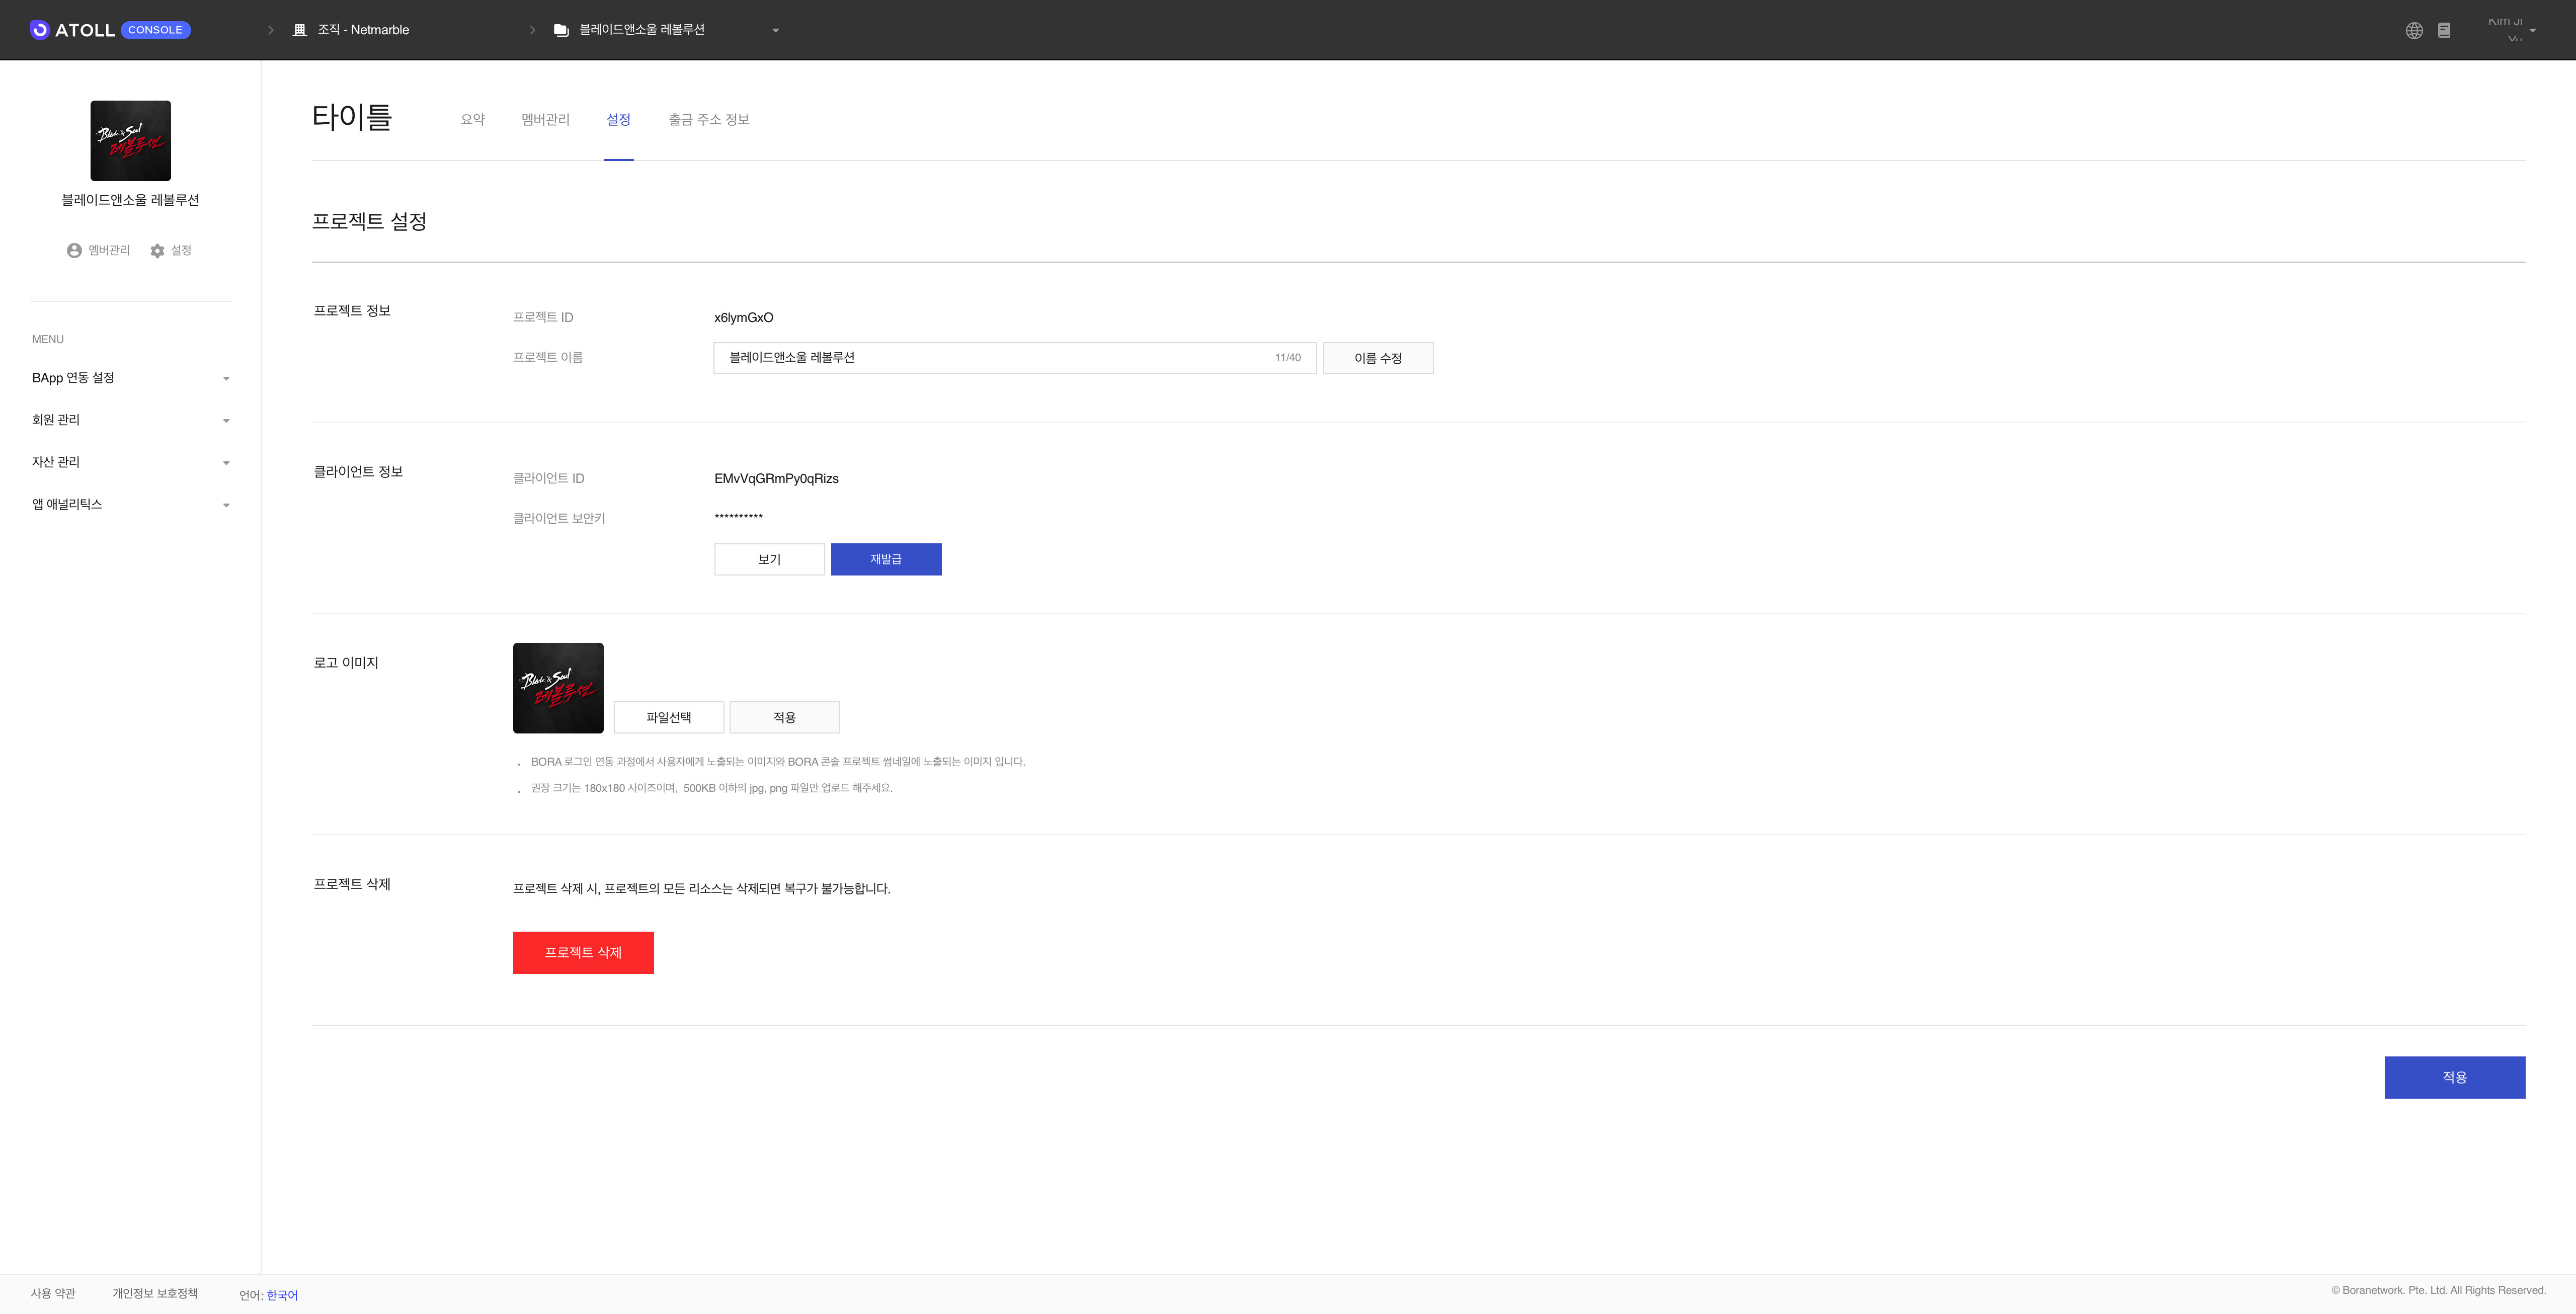 ATOLL CONSOLE
조직 - Netmarble
블레이드앤소울 레볼루션
Blade & Soul
레볼루션
블레이드앤소울 레볼루션
멤버관리
설정
MENU
BApp 연동 설정
회원 관리
자산 관리
앱 애널리틱스
타이틀
요약
멤버관리
설정
출금 주소 정보
프로젝트 설정
프로젝트 정보
프로젝트 ID
x6lymGxO
프로젝트 이름
블레이드앤소울 레볼루션
11/40
이름 수정
클라이언트 정보
클라이언트 ID
EMvVqGRmPy0qRizs
클라이언트 보안키
**********
보기
재발급
로고 이미지
Blade & Soul
레볼루션
파일선택
적용
BORA 로그인 연동 과정에서 사용자에게 노출되는 이미지와 BORA 콘솔 프로젝트 썸네일에 노출되는 이미지 입니다.
권장 크기는 180x180 사이즈이며, 500KB 이하의 jpg, png 파일만 업로드 해주세요.
프로젝트 삭제
프로젝트 삭제 시, 프로젝트의 모든 리소스는 삭제되면 복구가 불가능합니다.
프로젝트 삭제
적용
사용 약관
개인정보 보호정책
언어: 한국어
© Boranetwork. Pte. Ltd. All Rights Reserved.